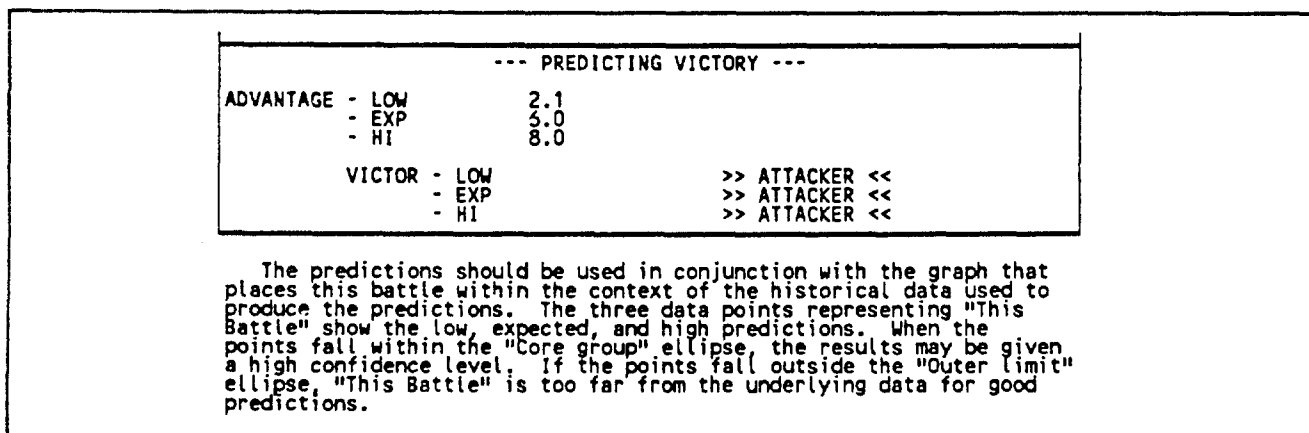 --- PREDICTING VICTORY ---
ADVANTAGE - LOW 2.1
- EXP 5.0
- HI 8.0
VICTOR - LOW >> ATTACKER <<
- EXP >> ATTACKER <<
- HI >> ATTACKER <<
The predictions should be used in conjunction with the graph that
places this battle within the context of the historical data used to
produce the predictions. The three data points representing "This
Battle" show the low, expected, and high predictions. When the
points fall within the "Core group" ellipse, the results may be given
a high confidence level. If the points fall outside the "Outer limit"
ellipse, "This Battle" is too far from the underlying data for good
predictions.